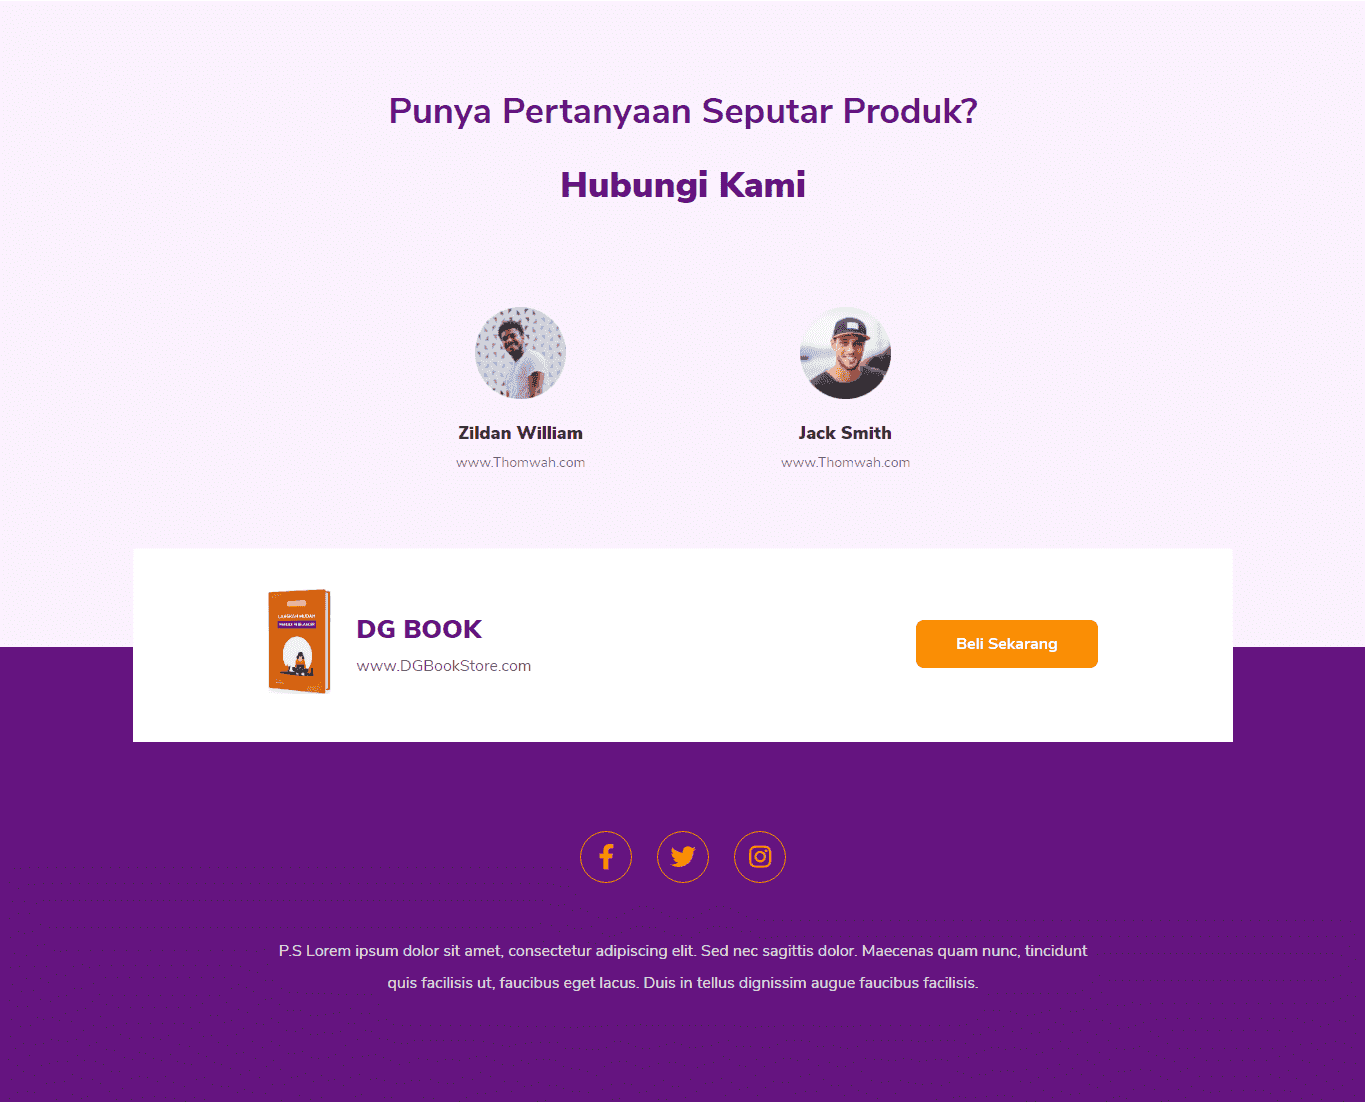 Punya Pertanyaan Seputar Produk?
Hubungi Kami
Zildan William
www.Thomwah.com
Jack Smith
www.Thomwah.com
DG BOOK
www.DGBookStore.com
Beli Sekarang
P.S Lorem ipsum dolor sit amet, consectetur adipiscing elit. Sed nec sagittis dolor. Maecenas quam nunc, tincidunt
quis facilisis ut, faucibus eget lacus. Duis in tellus dignissim augue faucibus facilisis.